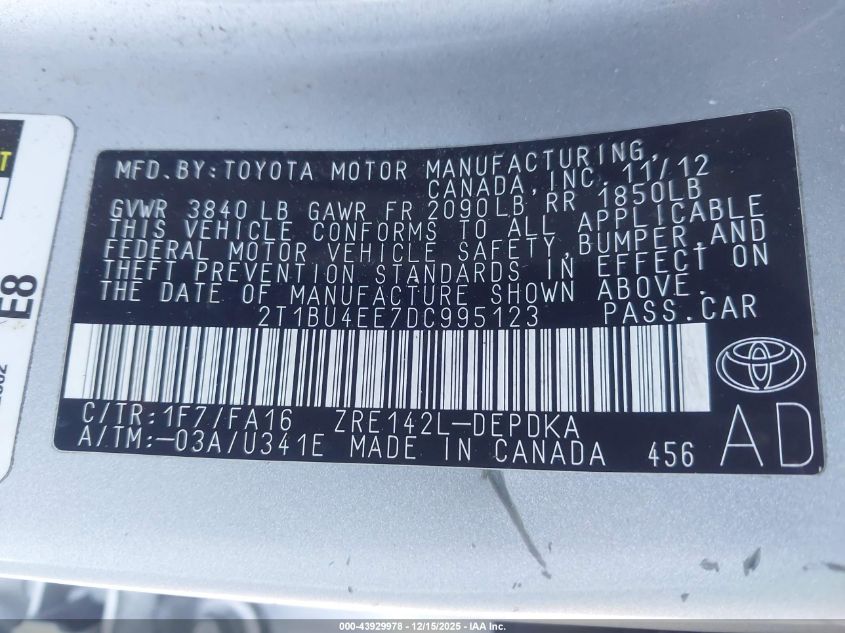 MFD.BY:TOYOTA MOTOR MANUFACTURING,
CANADA,INC. 11/12
GVWR 3840LB GAWR FR 2090LB RR 1850LB
THIS VEHICLE CONFORMS TO ALL APPLICABLE
FEDERAL MOTOR VEHICLE SAFETY,BUMPER,AND
THEFT PREVENTION STANDARDS IN EFFECT ON
THE DATE OF MANUFACTURE SHOWN ABOVE.
2T1BU4EE7DC995123 PASS.CAR
C/TR:1F7/FA16 ZRE142L-DEPDKA
A/TM:-03A/U341E MADE IN CANADA 456
AD
E8
000-43929978 - 12/15/2025 - IAA Inc.